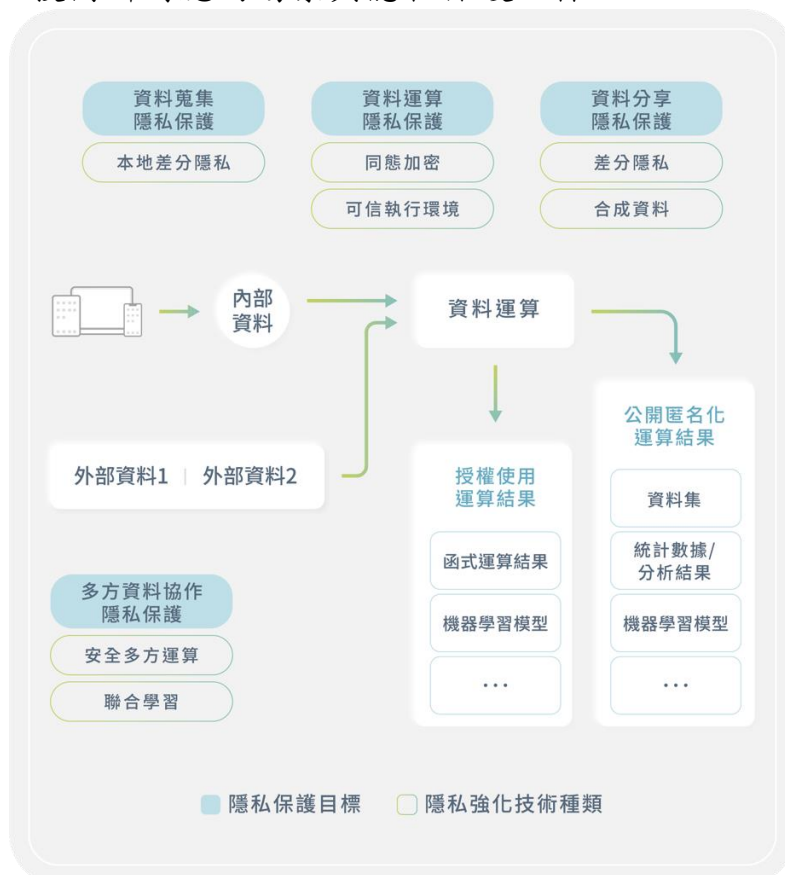 資料蒐集
隱私保護
本地差分隱私
資料運算
隱私保護
同態加密
可信執行環境
資料分享
隱私保護
差分隱私
合成資料
內部
資料
資料運算
外部資料1 | 外部資料2
授權使用
運算結果
函式運算結果
機器學習模型
...
公開匿名化
運算結果
資料集
統計數據/
分析結果
機器學習模型
...
多方資料協作
隱私保護
安全多方運算
聯合學習
隱私保護目標
隱私強化技術種類